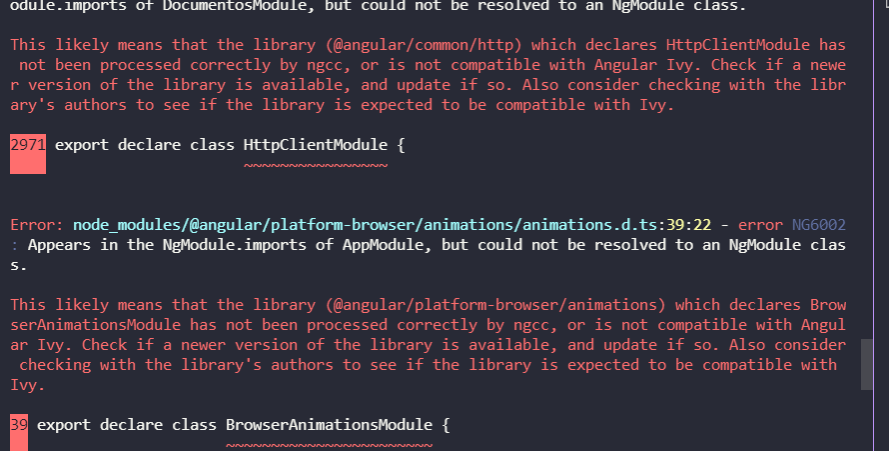 odule.imports of DocumentosModule, but could not be resolved to an NgModule class.
This likely means that the library (@angular/common/http) which declares HttpClientModule has
not been processed correctly by ngcc, or is not compatible with Angular Ivy. Check if a newe
r version of the library is available, and update if so. Also consider checking with the libr
ary's authors to see if the library is expected to be compatible with Ivy.
2971 export declare class HttpClientModule {
~~~~~~~~~~~~~~~~
Error: node_modules/@angular/platform-browser/animations/animations.d.ts:39:22 - error NG6002
: Appears in the NgModule.imports of AppModule, but could not be resolved to an NgModule clas
s.
This likely means that the library (@angular/platform-browser/animations) which declares Brow
serAnimationsModule has not been processed correctly by ngcc, or is not compatible with Angul
ar Ivy. Check if a newer version of the library is available, and update if so. Also consider
checking with the library's authors to see if the library is expected to be compatible with
Ivy.
39 export declare class BrowserAnimationsModule {
~~~~~~~~~~~~~~~~~~~~~~~